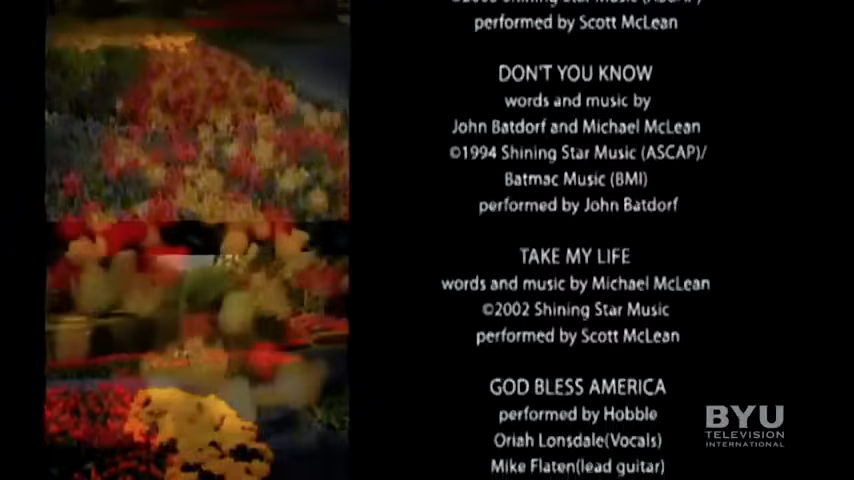 performed by Scott McLean
DON'T YOU KNOW
words and music by
John Batdorf and Michael McLean
©1994 Shining Star Music (ASCAP)/
Batmac Music (BMI)
performed by John Batdorf
TAKE MY LIFE
words and music by Michael McLean
©2002 Shining Star Music
performed by Scott McLean
GOD BLESS AMERICA
performed by Hobble
Oriah Lonsdale(Vocals)
Mike Flaten(lead guitar)
BYU
TELEVISION
INTERNATIONAL